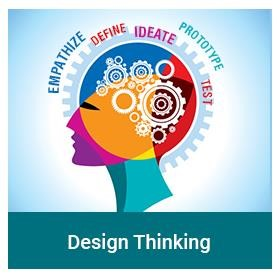 EMPATHIZE
DEFINE
IDEATE
PROTOTYPE
TEST
Design Thinking